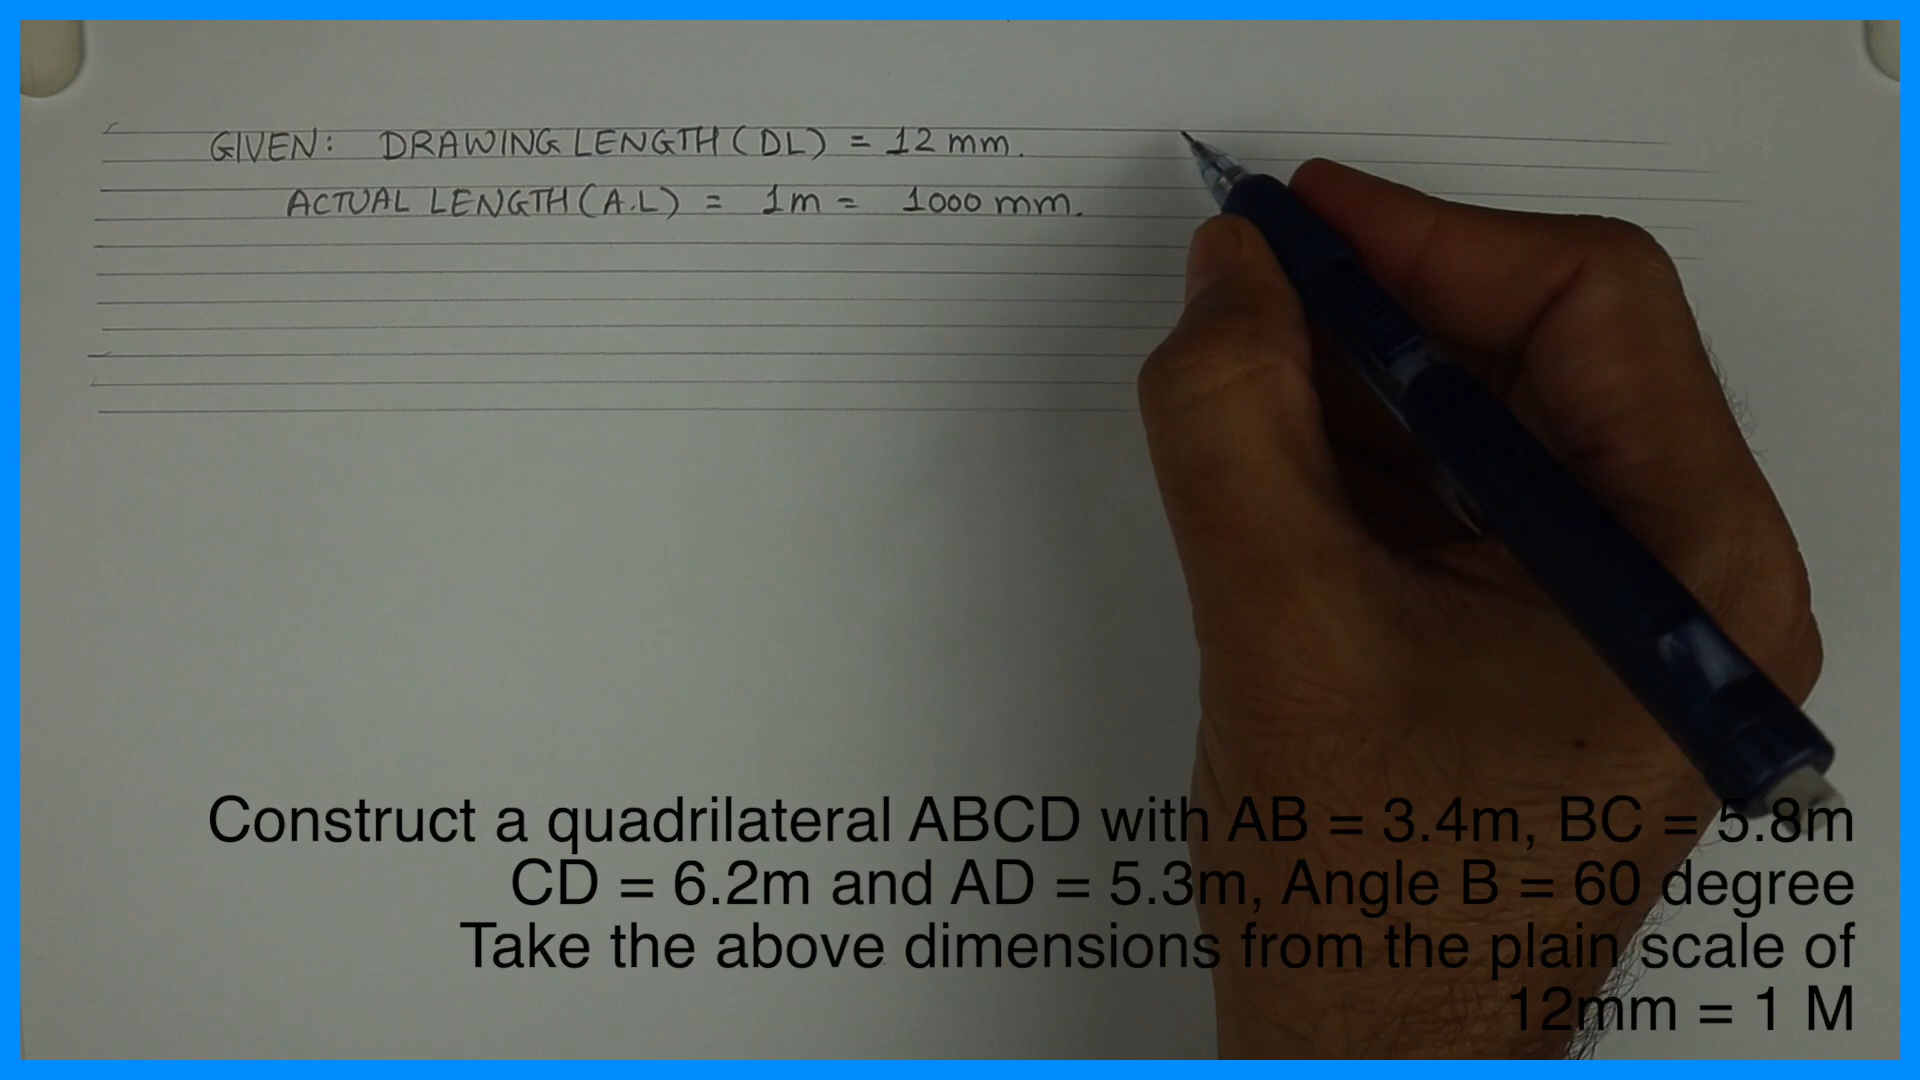 GIVEN: DRAWING LENGTH (DL) = 12 mm.
ACTUAL LENGTH (A.L) = 1m = 1000 mm.
Construct a quadrilateral ABCD with AB = 3.4m, BC = 5.8m
CD = 6.2m and AD = 5.3m, Angle B = 60 degree
Take the above dimensions from the plain scale of
12mm = 1 M